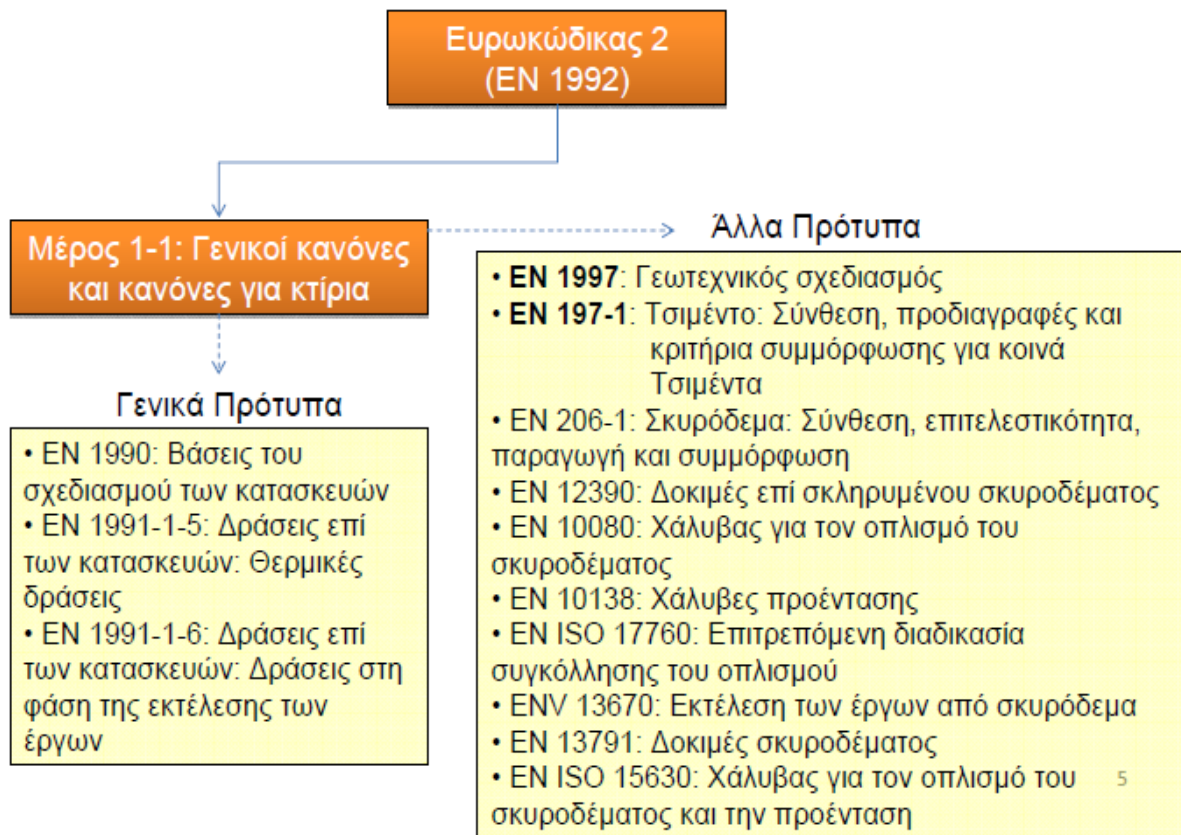 Ευρωκώδικας 2
(EN 1992)
Μέρος 1-1: Γενικοί κανόνες
και κανόνες για κτίρια
Γενικά Πρότυπα
• EN 1990: Βάσεις του
σχεδιασμού των κατασκευών
• EN 1991-1-5: Δράσεις επί
των κατασκευών: Θερμικές
δράσεις
• EN 1991-1-6: Δράσεις επί
των κατασκευών: Δράσεις στη
φάση της εκτέλεσης των
έργων
Άλλα Πρότυπα
• EN 1997: Γεωτεχνικός σχεδιασμός
• EN 197-1: Τσιμέντο: Σύνθεση, προδιαγραφές και
κριτήρια συμμόρφωσης για κοινά
Τσιμέντα
• EN 206-1: Σκυρόδεμα: Σύνθεση, επιτελεστικότητα,
παραγωγή και συμμόρφωση
• EN 12390: Δοκιμές επί σκληρυμένου σκυροδέματος
• EN 10080: Χάλυβας για τον οπλισμό του
σκυροδέματος
• EN 10138: Χάλυβες προέντασης
• EN ISO 17760: Επιτρεπόμενη διαδικασία
συγκόλλησης του οπλισμού
• ENV 13670: Εκτέλεση των έργων από σκυρόδεμα
• EN 13791: Δοκιμές σκυροδέματος
• EN ISO 15630: Χάλυβας για τον οπλισμό του
σκυροδέματος και την προένταση
5